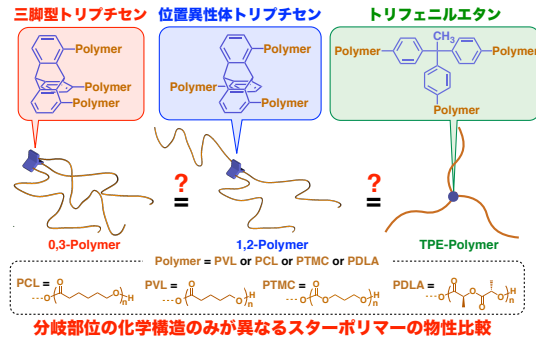 三脚型トリプチセン
位置異性体トリプチセン
トリフェニルエタン
Polymer
Polymer
Polymer
Polymer
Polymer
Polymer
CH3
Polymer
Polymer
Polymer
?
=
?
=
0,3-Polymer
1,2-Polymer
TPE-Polymer
Polymer = PVL or PCL or PTMC or PDLA
PCL = O O H n
PVL = O O H n
PTMC = O O O H n
PDLA = O O O O H n
分岐部位の化学構造のみが異なるスターポリマーの物性比較